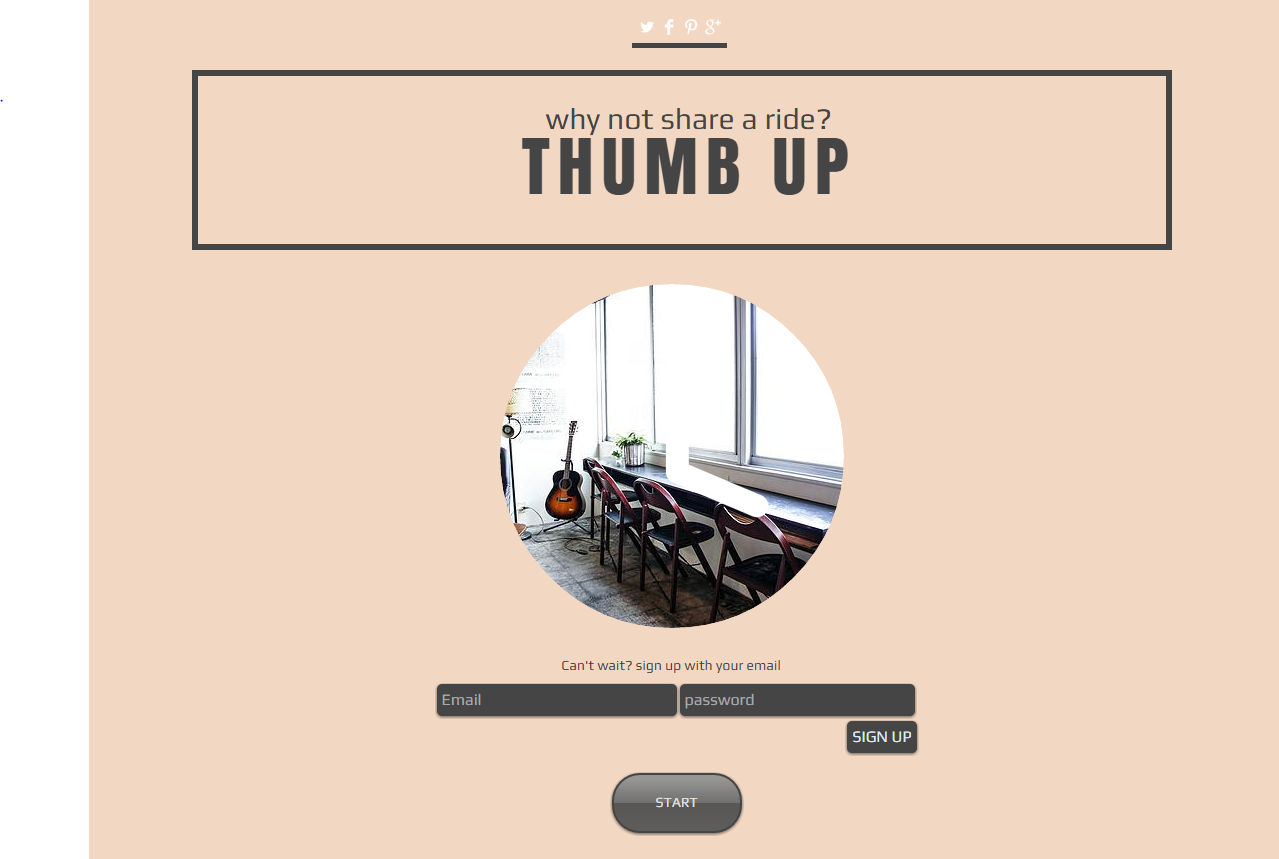 why not share a ride?
THUMB UP
Can't wait? sign up with your email
Email
password
SIGN UP
START